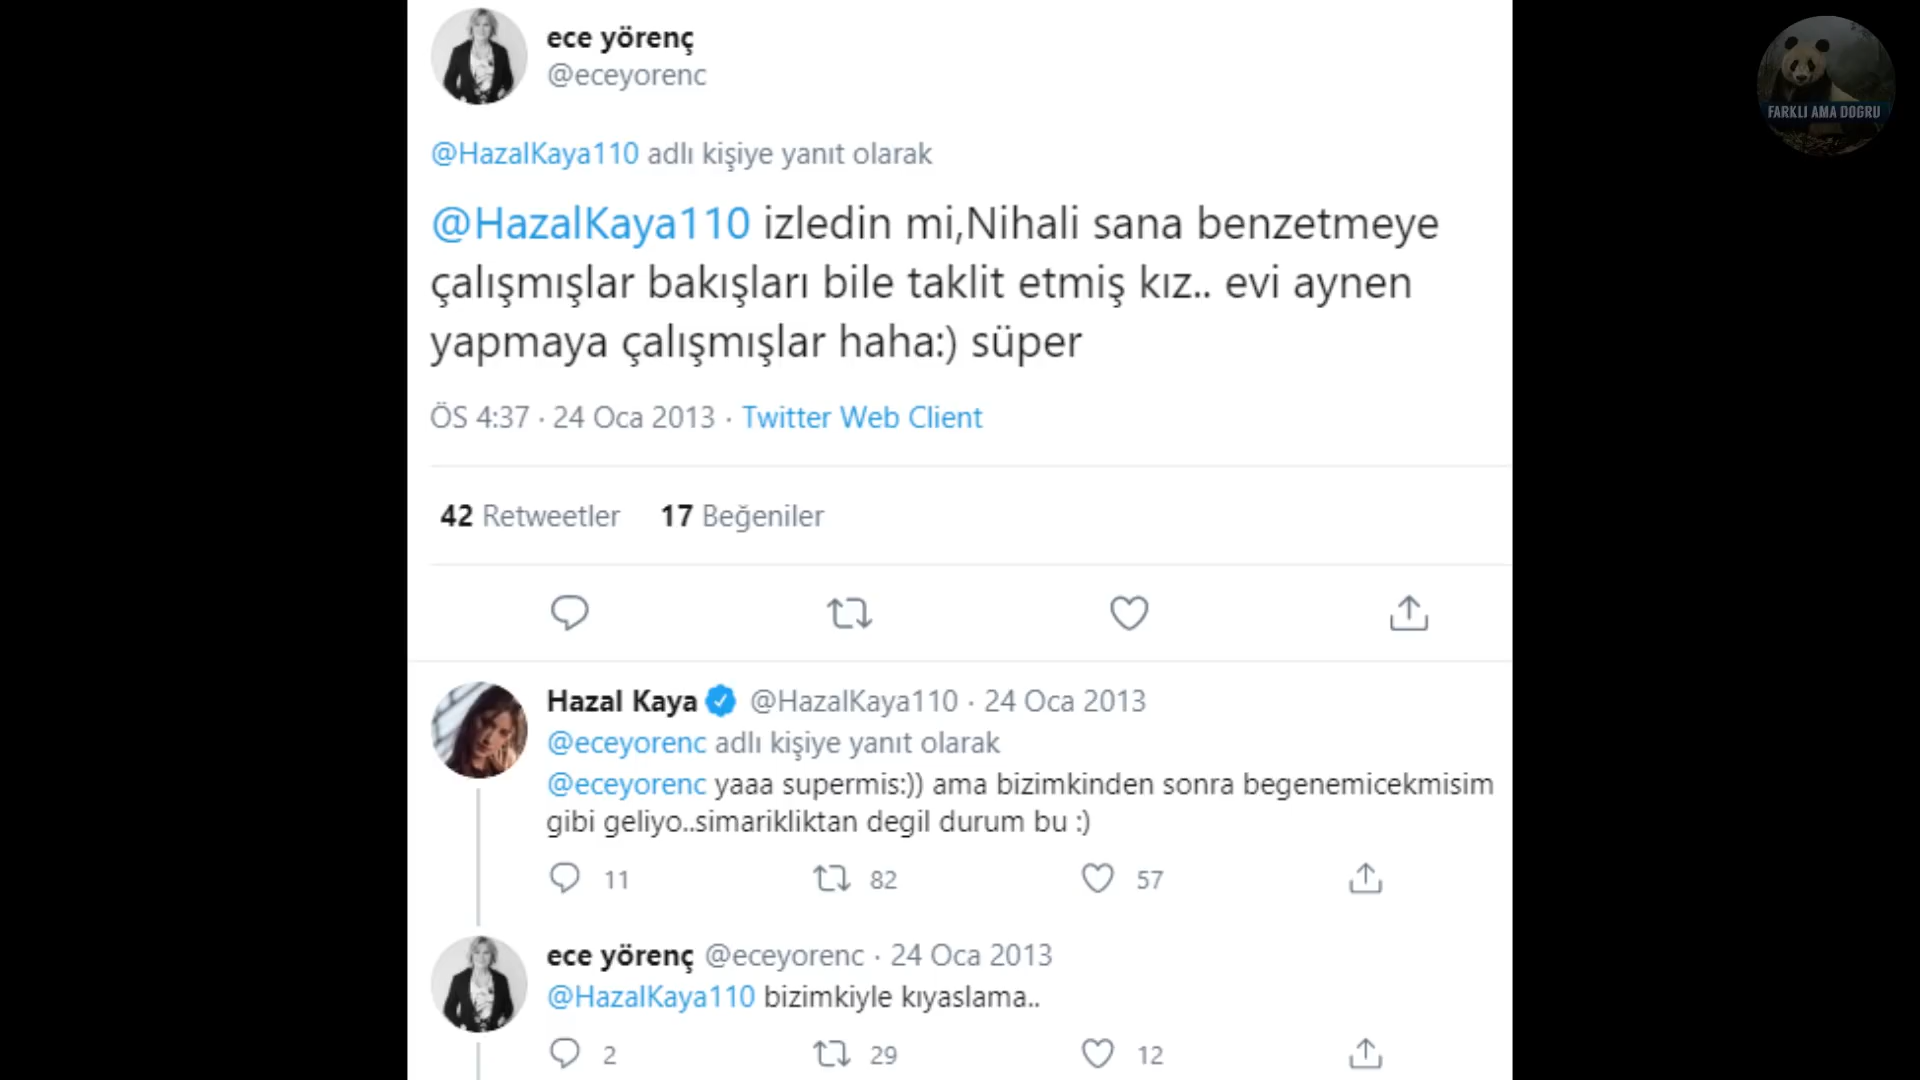 ece yörenç
@eceyorenc
FARKLI AMA DOĞRU
@HazalKaya110 adlı kişiye yanıt olarak
@HazalKaya110 izledin mi,Nihali sana benzetmeye
çalışmışlar bakışları bile taklit etmiş kız.. evi aynen
yapmaya çalışmışlar haha:) süper
ÖS 4:37 · 24 Oca 2013 · Twitter Web Client
42 Retweetler 17 Beğeniler
Hazal Kaya @HazalKaya110 · 24 Oca 2013
@eceyorenc adlı kişiye yanıt olarak
@eceyorenc yaaa supermis:)) ama bizimkinden sonra begenemicekmisim
gibi geliyo..simarikliktan degil durum bu :)
11 82 57
ece yörenç @eceyorenc · 24 Oca 2013
@HazalKaya110 bizimkiyle kıyaslama..
2 29 12